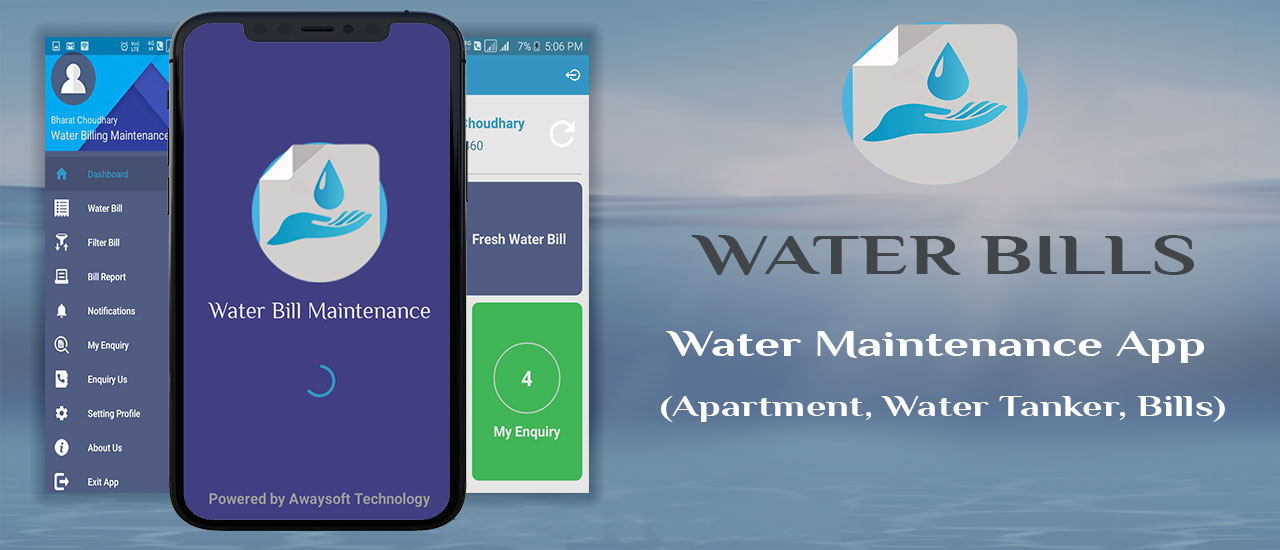 4G
7% 5:06 PM
Bharat Choudhary
Water Billing Maintenance
Dashboard
Water Bill
Filter Bill
Bill Report
Notifications
My Enquiry
Enquiry Us
Setting Profile
About Us
Exit App
Water Bill Maintenance
Powered by Awaysoft Technology
Choudhary
460
Fresh Water Bill
4
My Enquiry
WATER BILLS
Water Maintenance App
(Apartment, Water Tanker, Bills)